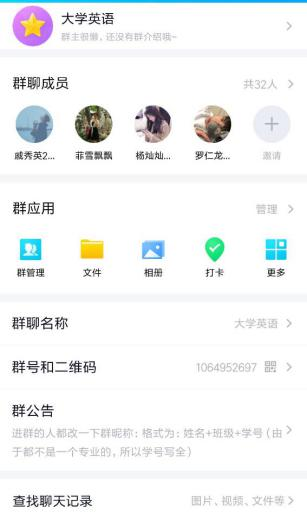 大学英语
群主很懒，还没有群介绍哦~
群聊成员
共32人
戚秀英2...
菲雪飘飘
杨灿灿...
罗仁龙...
邀请
群应用
管理
群管理
文件
相册
打卡
更多
群聊名称
大学英语
群号和二维码
1064952697
群公告
进群的人都改一下群昵称：格式为：姓名+班级+学号（由
于都不是一个专业的，所以学号写全）
查找聊天记录
图片、视频、文件等